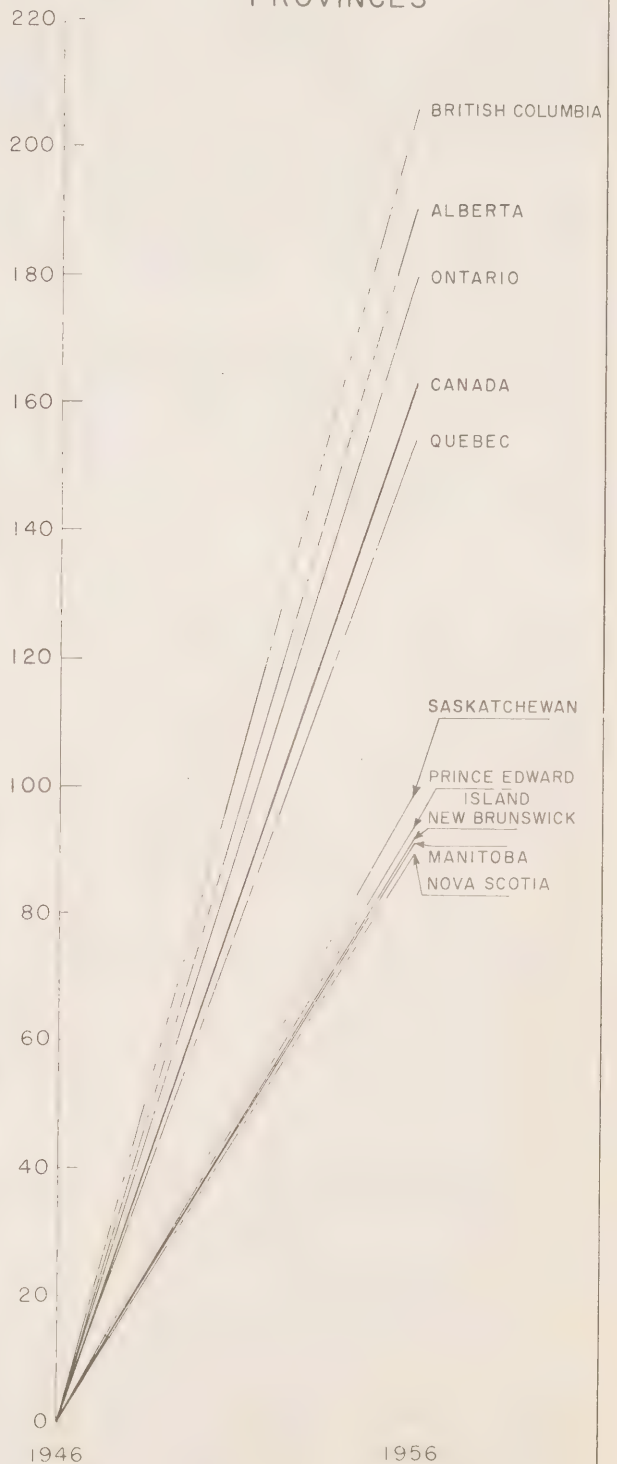 PROVINCES
220
BRITISH COLUMBIA
200
ALBERTA
180
ONTARIO
160
CANADA
QUEBEC
140
120
SASKATCHEWAN
100
PRINCE EDWARD
ISLAND
NEW BRUNSWICK
MANITOBA
NOVA SCOTIA
80
60
40
20
0
1946
1956